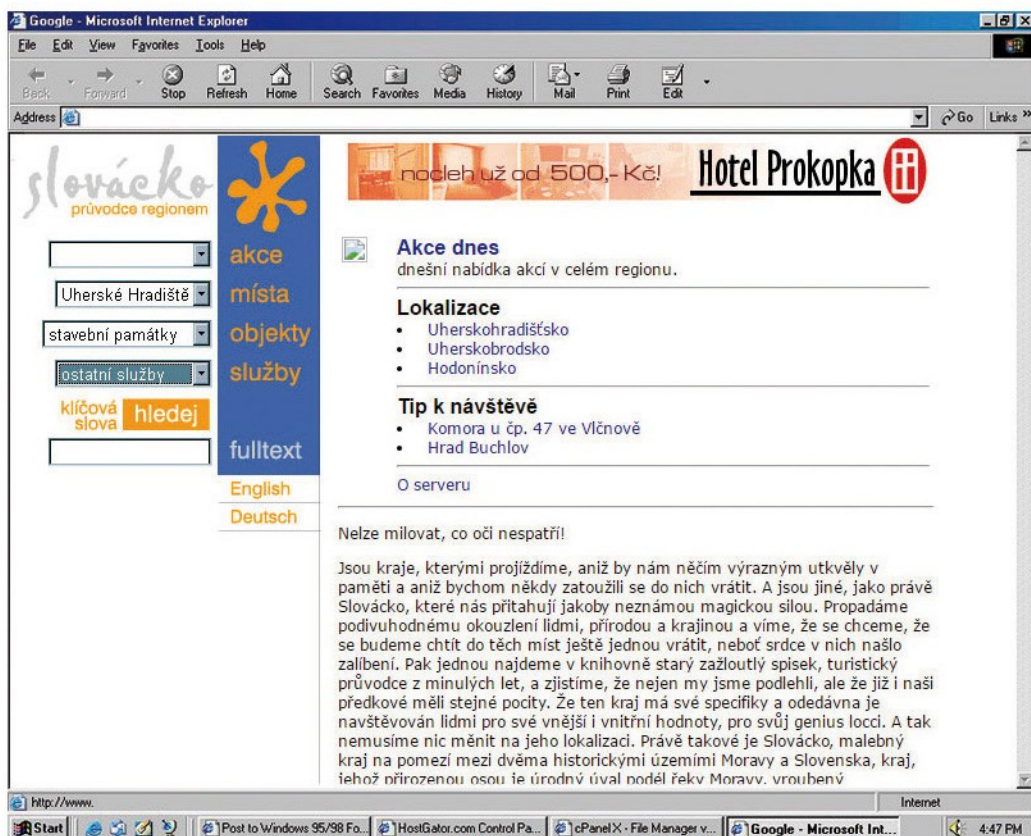 Google - Microsoft Internet Explorer
File Edit View Favorites Tools Help
Back Forward Stop Refresh Home Search Favorites Media History Mail Print Edit
Address Go Links »
slovácko
průvodce regionem
nocleh už od 500,- Kč! Hotel Prokopka
akce
Uherské Hradiště místa
stavební památky objekty
ostatní služby služby
klíčová slova hledej
fulltext
English
Deutsch
Akce dnes
dnešní nabídka akcí v celém regionu.
Lokalizace
• Uherskohradišťsko
• Uherskobrodsko
• Hodonínsko
Tip k návštěvě
• Komora u čp. 47 ve Vlčnově
• Hrad Buchlov
O serveru
Nelze milovat, co oči nespatří!
Jsou kraje, kterými projíždíme, aniž by nám něčím výrazným utkvěly v
paměti a aniž bychom někdy zatoužili se do nich vrátit. A jsou jiné, jako právě
Slovácko, které nás přitahují jakoby neznámou magickou silou. Propadáme
podivuhodnému okouzlení lidmi, přírodou a krajinou a víme, že se chceme, že
se budeme chtít do těch míst ještě jednou vrátit, neboť srdce v nich našlo
zalíbení. Pak jednou najdeme v knihovně starý zažloutlý spisek, turistický
průvodce z minulých let, a zjistíme, že nejen my jsme podlehli, ale že již i naši
předkové měli stejné pocity. Že ten kraj má své specifiky a odedávna je
navštěvován lidmi pro své vnější i vnitřní hodnoty, pro svůj genius locci. A tak
nemusíme nic měnit na jeho lokalizaci. Právě takové je Slovácko, malebný
kraj na pomezí mezi dvěma historickými územími Moravy a Slovenska, kraj,
jehož přirozenou osou je úrodný úval podél řeky Moravy, vroubený
http://www. Internet
Start Post to Windows 95/98 Fo... HostGator.com Control Pa... cPanel X - File Manager v... Google - Microsoft Int... 4:47 PM